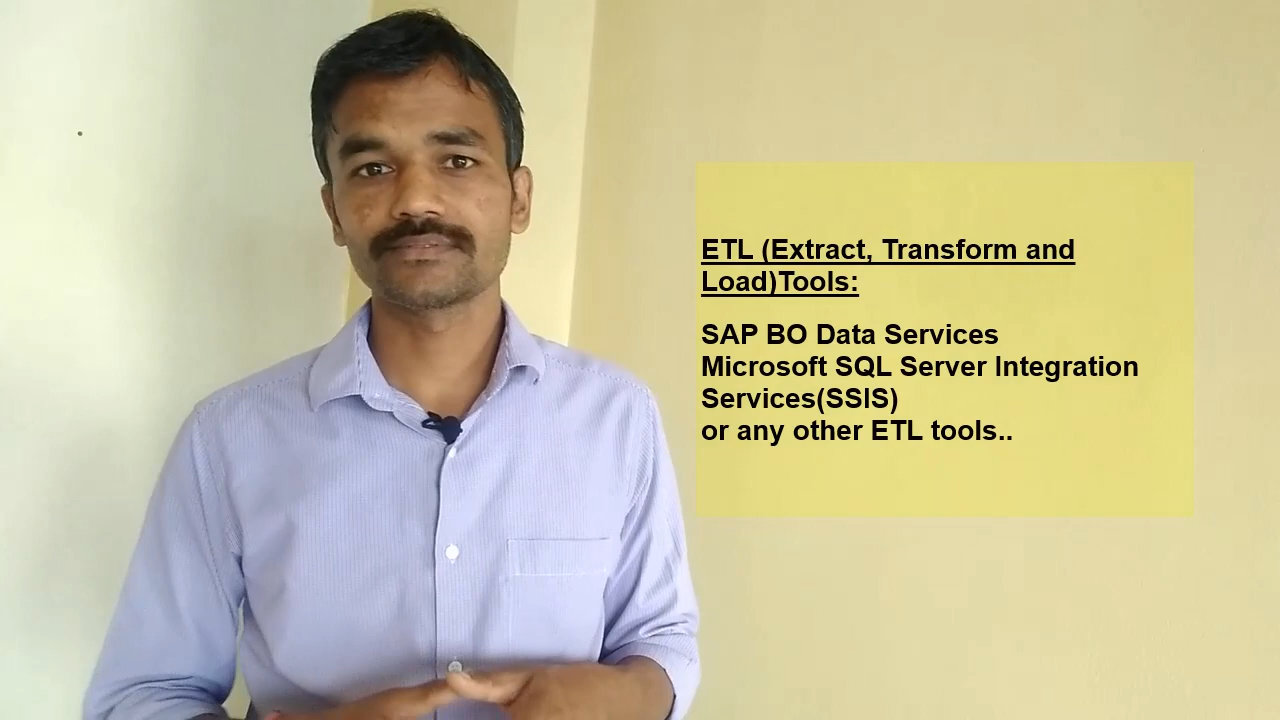 ETL (Extract, Transform and
Load)Tools:
SAP BO Data Services
Microsoft SQL Server Integration
Services(SSIS)
or any other ETL tools..